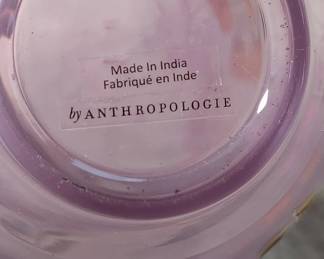 Made In India
Fabriqué en Inde
by ANTHROPOLOGIE